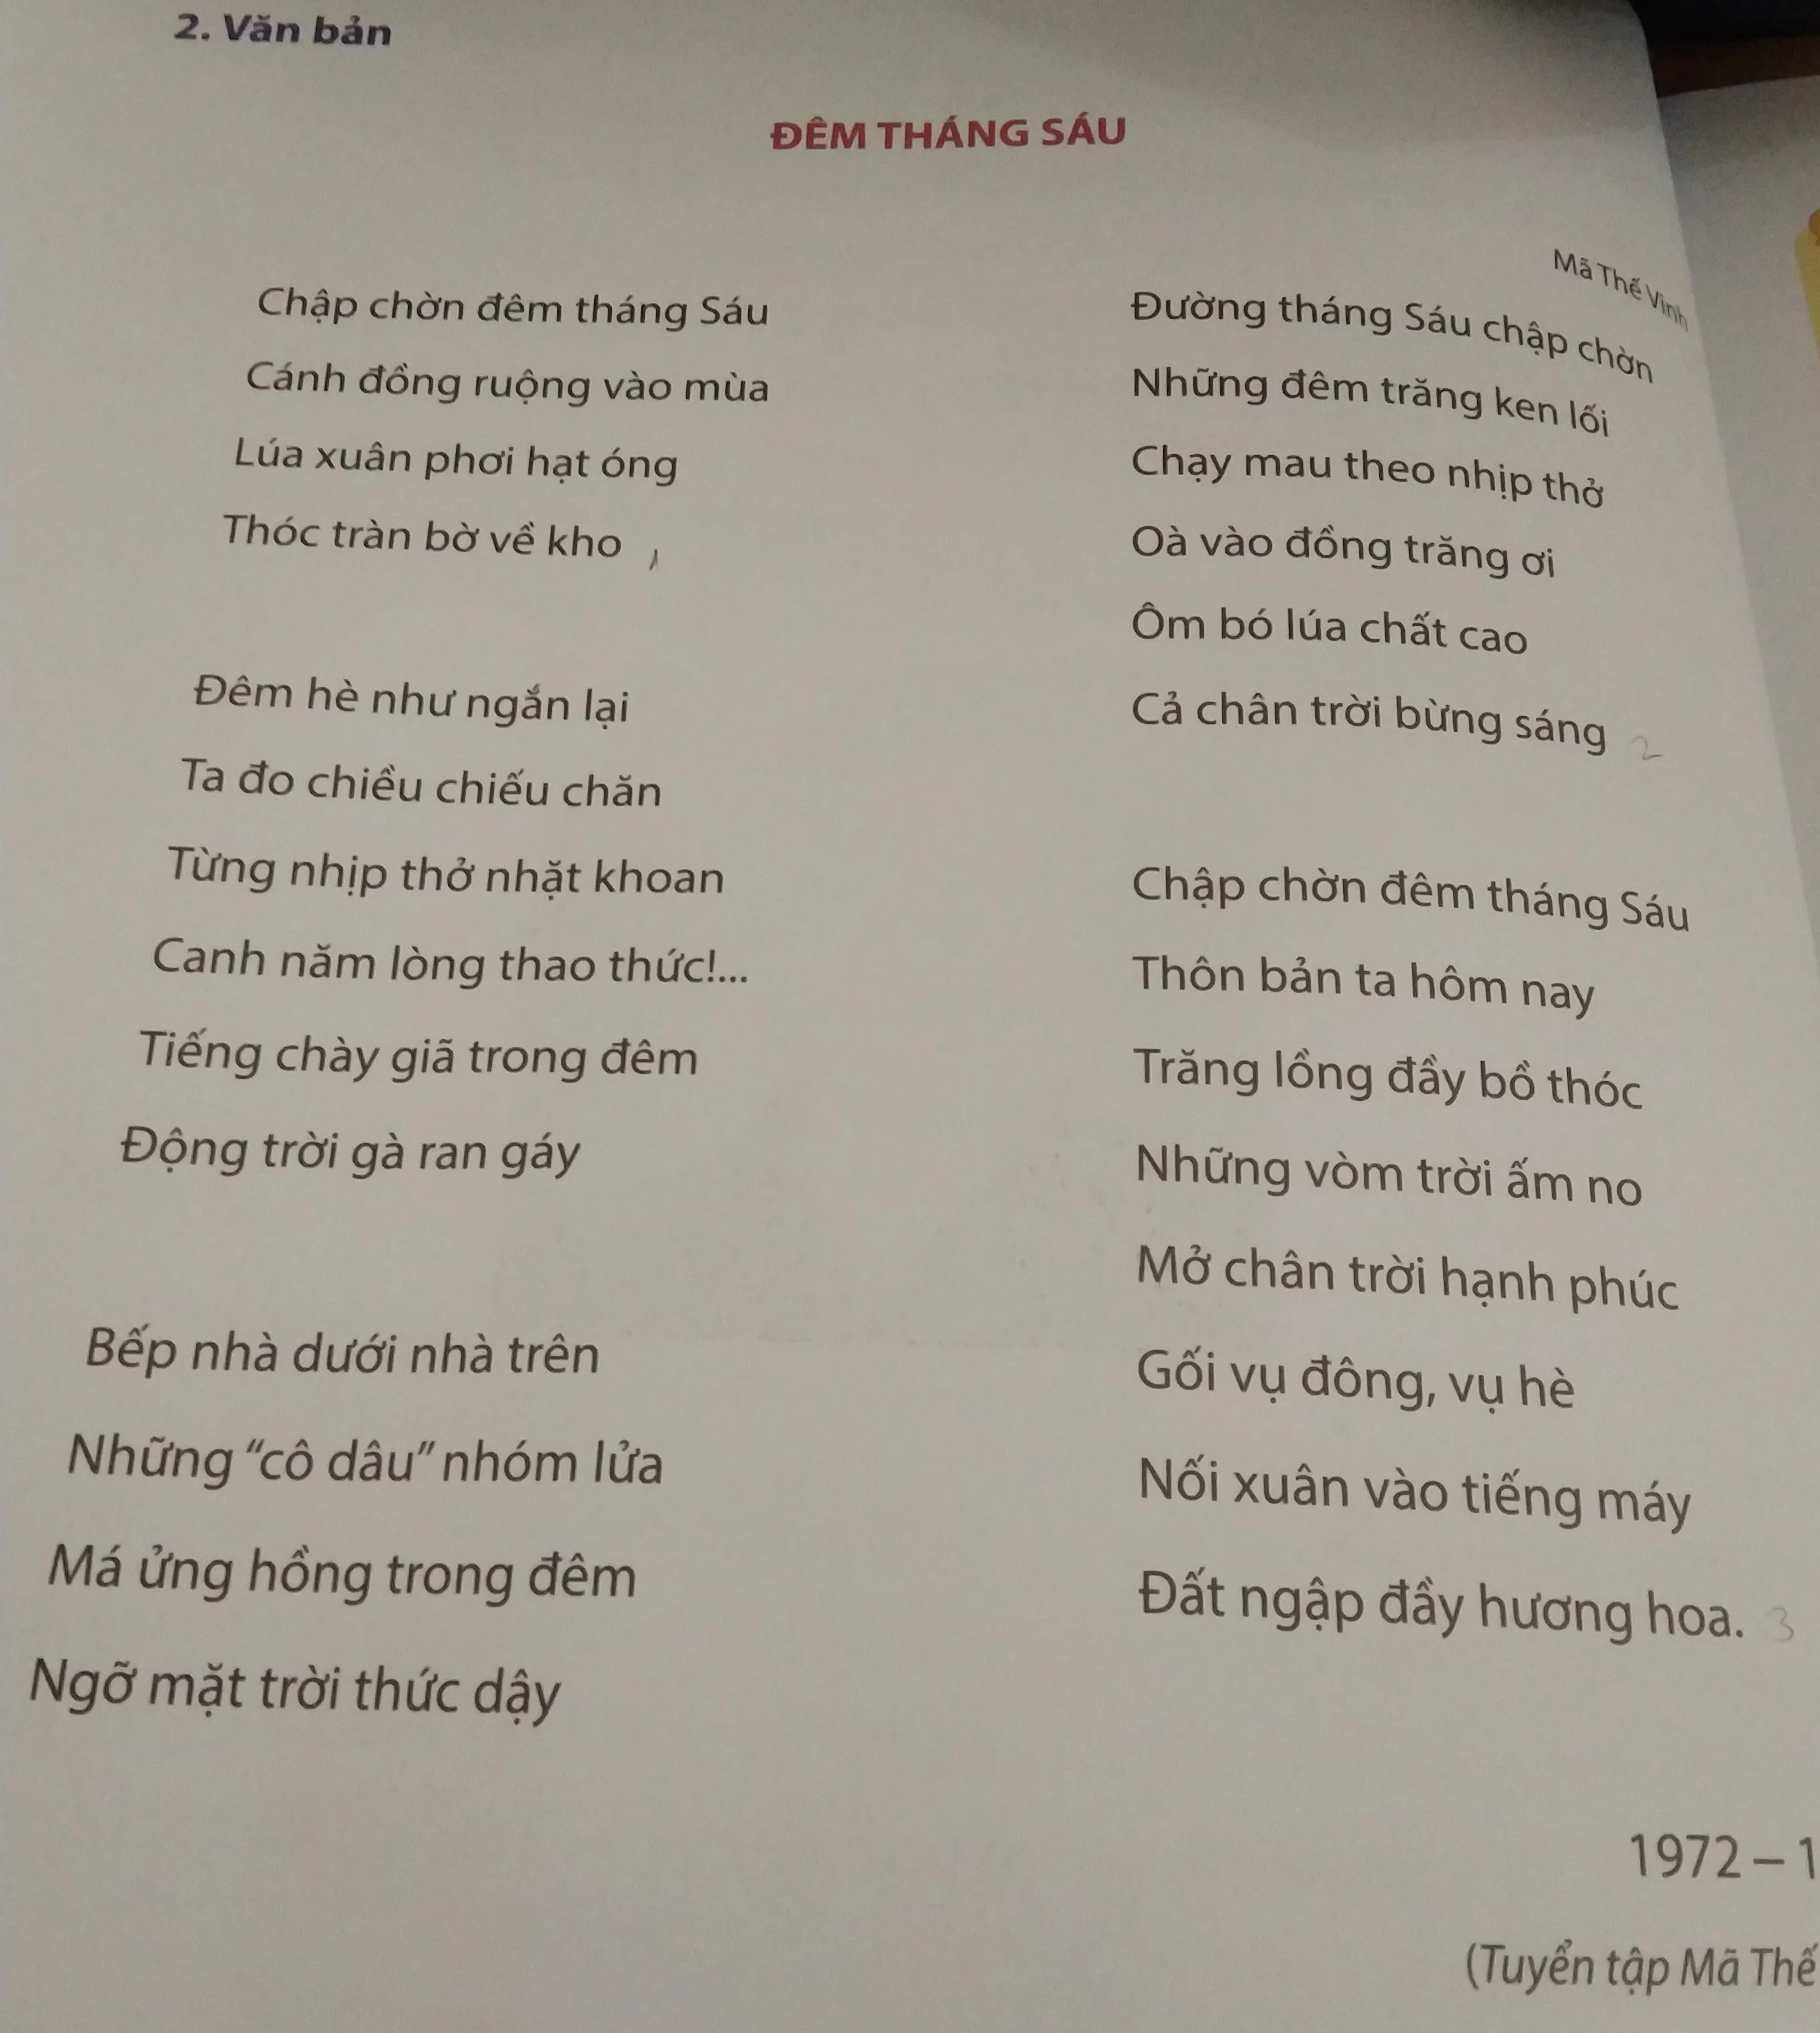 2. Văn bản
ĐÊM THÁNG SÁU
Mã Thế Vinh
Chập chờn đêm tháng Sáu
Cánh đồng ruộng vào mùa
Lúa xuân phơi hạt óng
Thóc tràn bờ về kho 1
Đêm hè như ngắn lại
Ta đo chiều chiếu chăn
Từng nhịp thở nhặt khoan
Canh năm lòng thao thức!...
Tiếng chày giã trong đêm
Động trời gà ran gáy
Bếp nhà dưới nhà trên
Những “cô dâu” nhóm lửa
Má ửng hồng trong đêm
Ngỡ mặt trời thức dậy
Đường tháng Sáu chập chờn
Những đêm trăng ken lối
Chạy mau theo nhịp thở
Oà vào đồng trăng ơi
Ôm bó lúa chất cao
Cả chân trời bừng sáng 2
Chập chờn đêm tháng Sáu
Thôn bản ta hôm nay
Trăng lồng đầy bồ thóc
Những vòm trời ấm no
Mở chân trời hạnh phúc
Gối vụ đông, vụ hè
Nối xuân vào tiếng máy
Đất ngập đầy hương hoa. 3
1972 – 1
(Tuyển tập Mã Thế